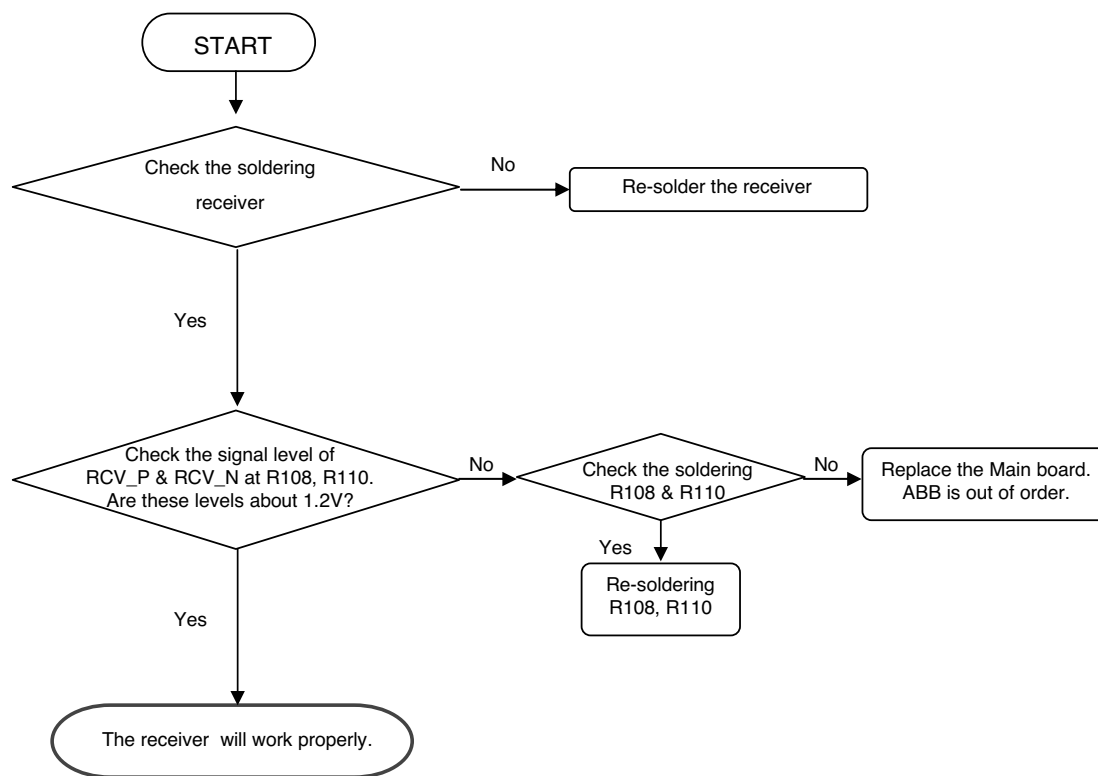 START
Check the soldering
receiver
No
Re-solder the receiver
Yes
Check the signal level of
RCV_P & RCV_N at R108, R110.
Are these levels about 1.2V?
No
Check the soldering
R108 & R110
No
Replace the Main board.
ABB is out of order.
Yes
Re-soldering
R108, R110
Yes
The receiver will work properly.